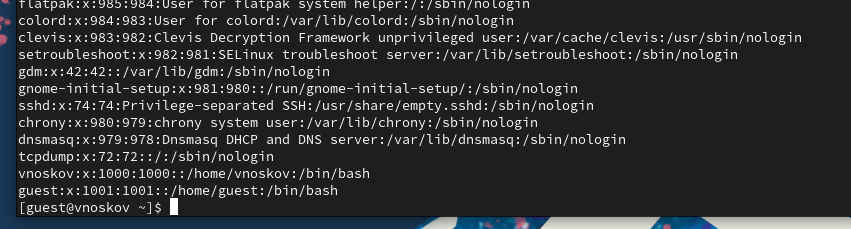 flatpak:x:985:984:User for flatpak system helper:/:/sbin/nologin
colord:x:984:983:User for colord:/var/lib/colord:/sbin/nologin
clevis:x:983:982:Clevis Decryption Framework unprivileged user:/var/cache/clevis:/usr/sbin/nologin
setroubleshoot:x:982:981:SELinux troubleshoot server:/var/lib/setroubleshoot:/sbin/nologin
gdm:x:42:42::/var/lib/gdm:/sbin/nologin
gnome-initial-setup:x:981:980::/run/gnome-initial-setup/:/sbin/nologin
sshd:x:74:74:Privilege-separated SSH:/usr/share/empty.sshd:/sbin/nologin
chrony:x:980:979:chrony system user:/var/lib/chrony:/sbin/nologin
dnsmasq:x:979:978:Dnsmasq DHCP and DNS server:/var/lib/dnsmasq:/sbin/nologin
tcpdump:x:72:72::/:/sbin/nologin
vnoskov:x:1000:1000::/home/vnoskov:/bin/bash
guest:x:1001:1001::/home/guest:/bin/bash
[guest@vnoskov ~]$